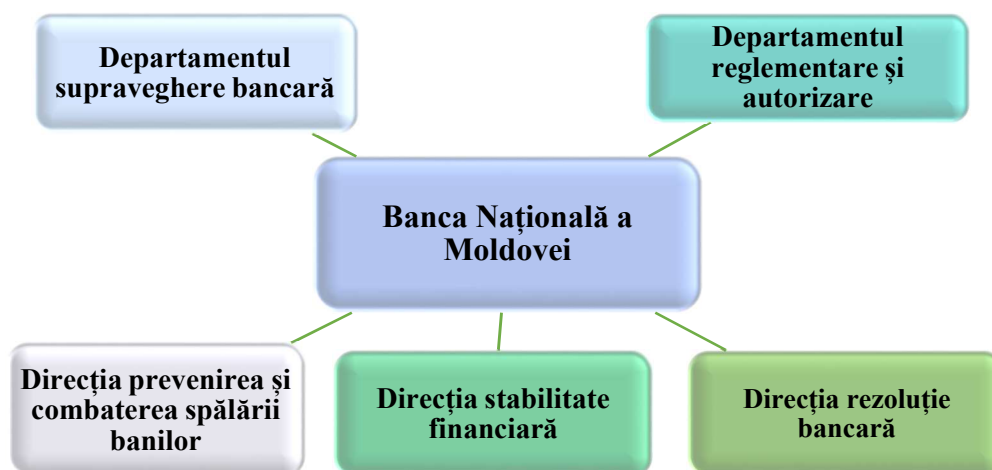 Departamentul
supraveghere bancară
Departamentul
reglementare și
autorizare
Banca Națională a
Moldovei
Direcția prevenirea și
combaterea spălării
banilor
Direcția stabilitate
financiară
Direcția rezoluție
bancară